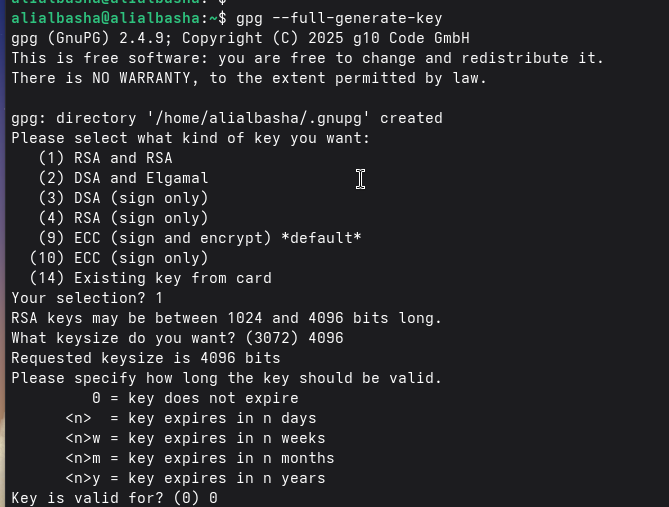 alialbasha@alialbasha:~$
alialbasha@alialbasha:~$ gpg --full-generate-key
gpg (GnuPG) 2.4.9; Copyright (C) 2025 g10 Code GmbH
This is free software: you are free to change and redistribute it.
There is NO WARRANTY, to the extent permitted by law.

gpg: directory '/home/alialbasha/.gnupg' created
Please select what kind of key you want:
   (1) RSA and RSA
   (2) DSA and Elgamal
   (3) DSA (sign only)
   (4) RSA (sign only)
   (9) ECC (sign and encrypt) *default*
  (10) ECC (sign only)
  (14) Existing key from card
Your selection? 1
RSA keys may be between 1024 and 4096 bits long.
What keysize do you want? (3072) 4096
Requested keysize is 4096 bits
Please specify how long the key should be valid.
         0 = key does not expire
      <n>  = key expires in n days
      <n>w = key expires in n weeks
      <n>m = key expires in n months
      <n>y = key expires in n years
Key is valid for? (0) 0